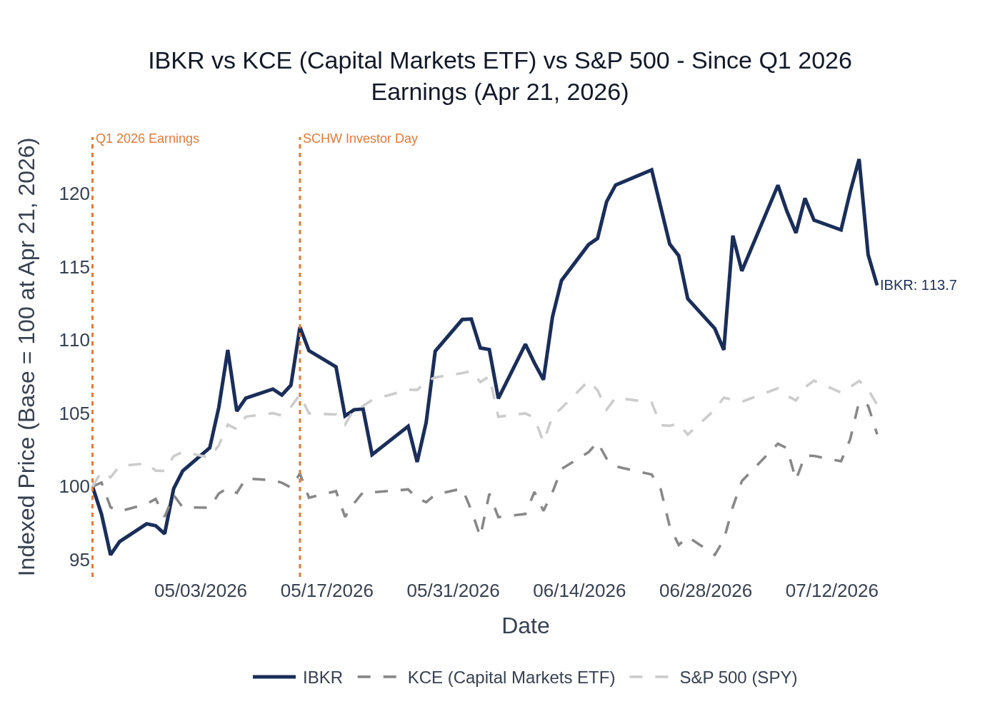 IBKR vs KCE (Capital Markets ETF) vs S&P 500 - Since Q1 2026
Earnings (Apr 21, 2026)
Q1 2026 Earnings
SCHW Investor Day
Indexed Price (Base = 100 at Apr 21, 2026)
120
115
110
105
100
95
IBKR: 113.7
05/03/2026
05/17/2026
05/31/2026
06/14/2026
06/28/2026
07/12/2026
Date
IBKR
KCE (Capital Markets ETF)
S&P 500 (SPY)